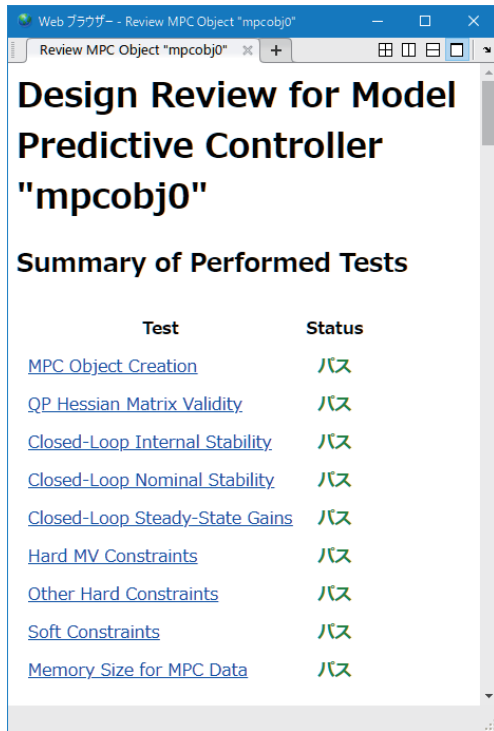 Web ブラウザー - Review MPC Object "mpcobj0"
Review MPC Object "mpcobj0"
Design Review for Model
Predictive Controller
"mpcobj0"
Summary of Performed Tests
Test Status
MPC Object Creation パス
QP Hessian Matrix Validity パス
Closed-Loop Internal Stability パス
Closed-Loop Nominal Stability パス
Closed-Loop Steady-State Gains パス
Hard MV Constraints パス
Other Hard Constraints パス
Soft Constraints パス
Memory Size for MPC Data パス